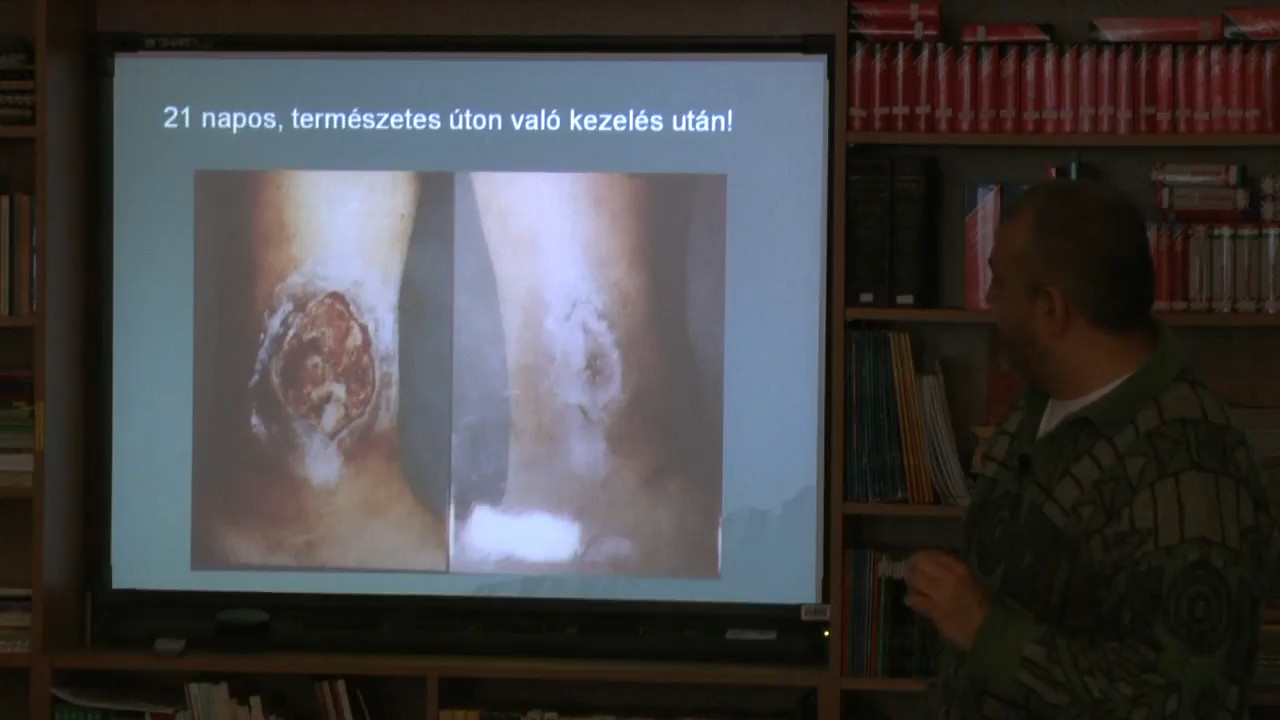 21 napos, természetes úton való kezelés után!